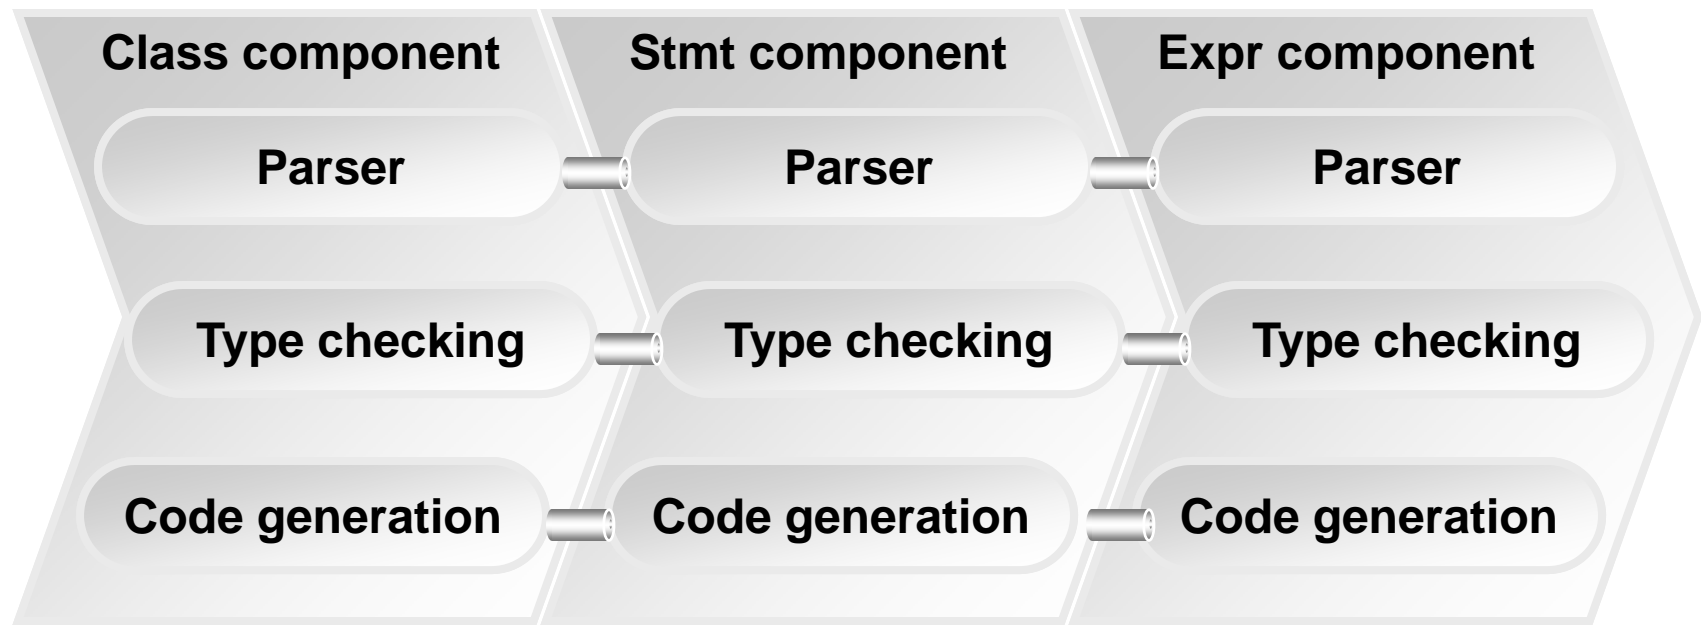 Class component
Stmt component
Expr component
Parser
Parser
Parser
Type checking
Type checking
Type checking
Code generation
Code generation
Code generation